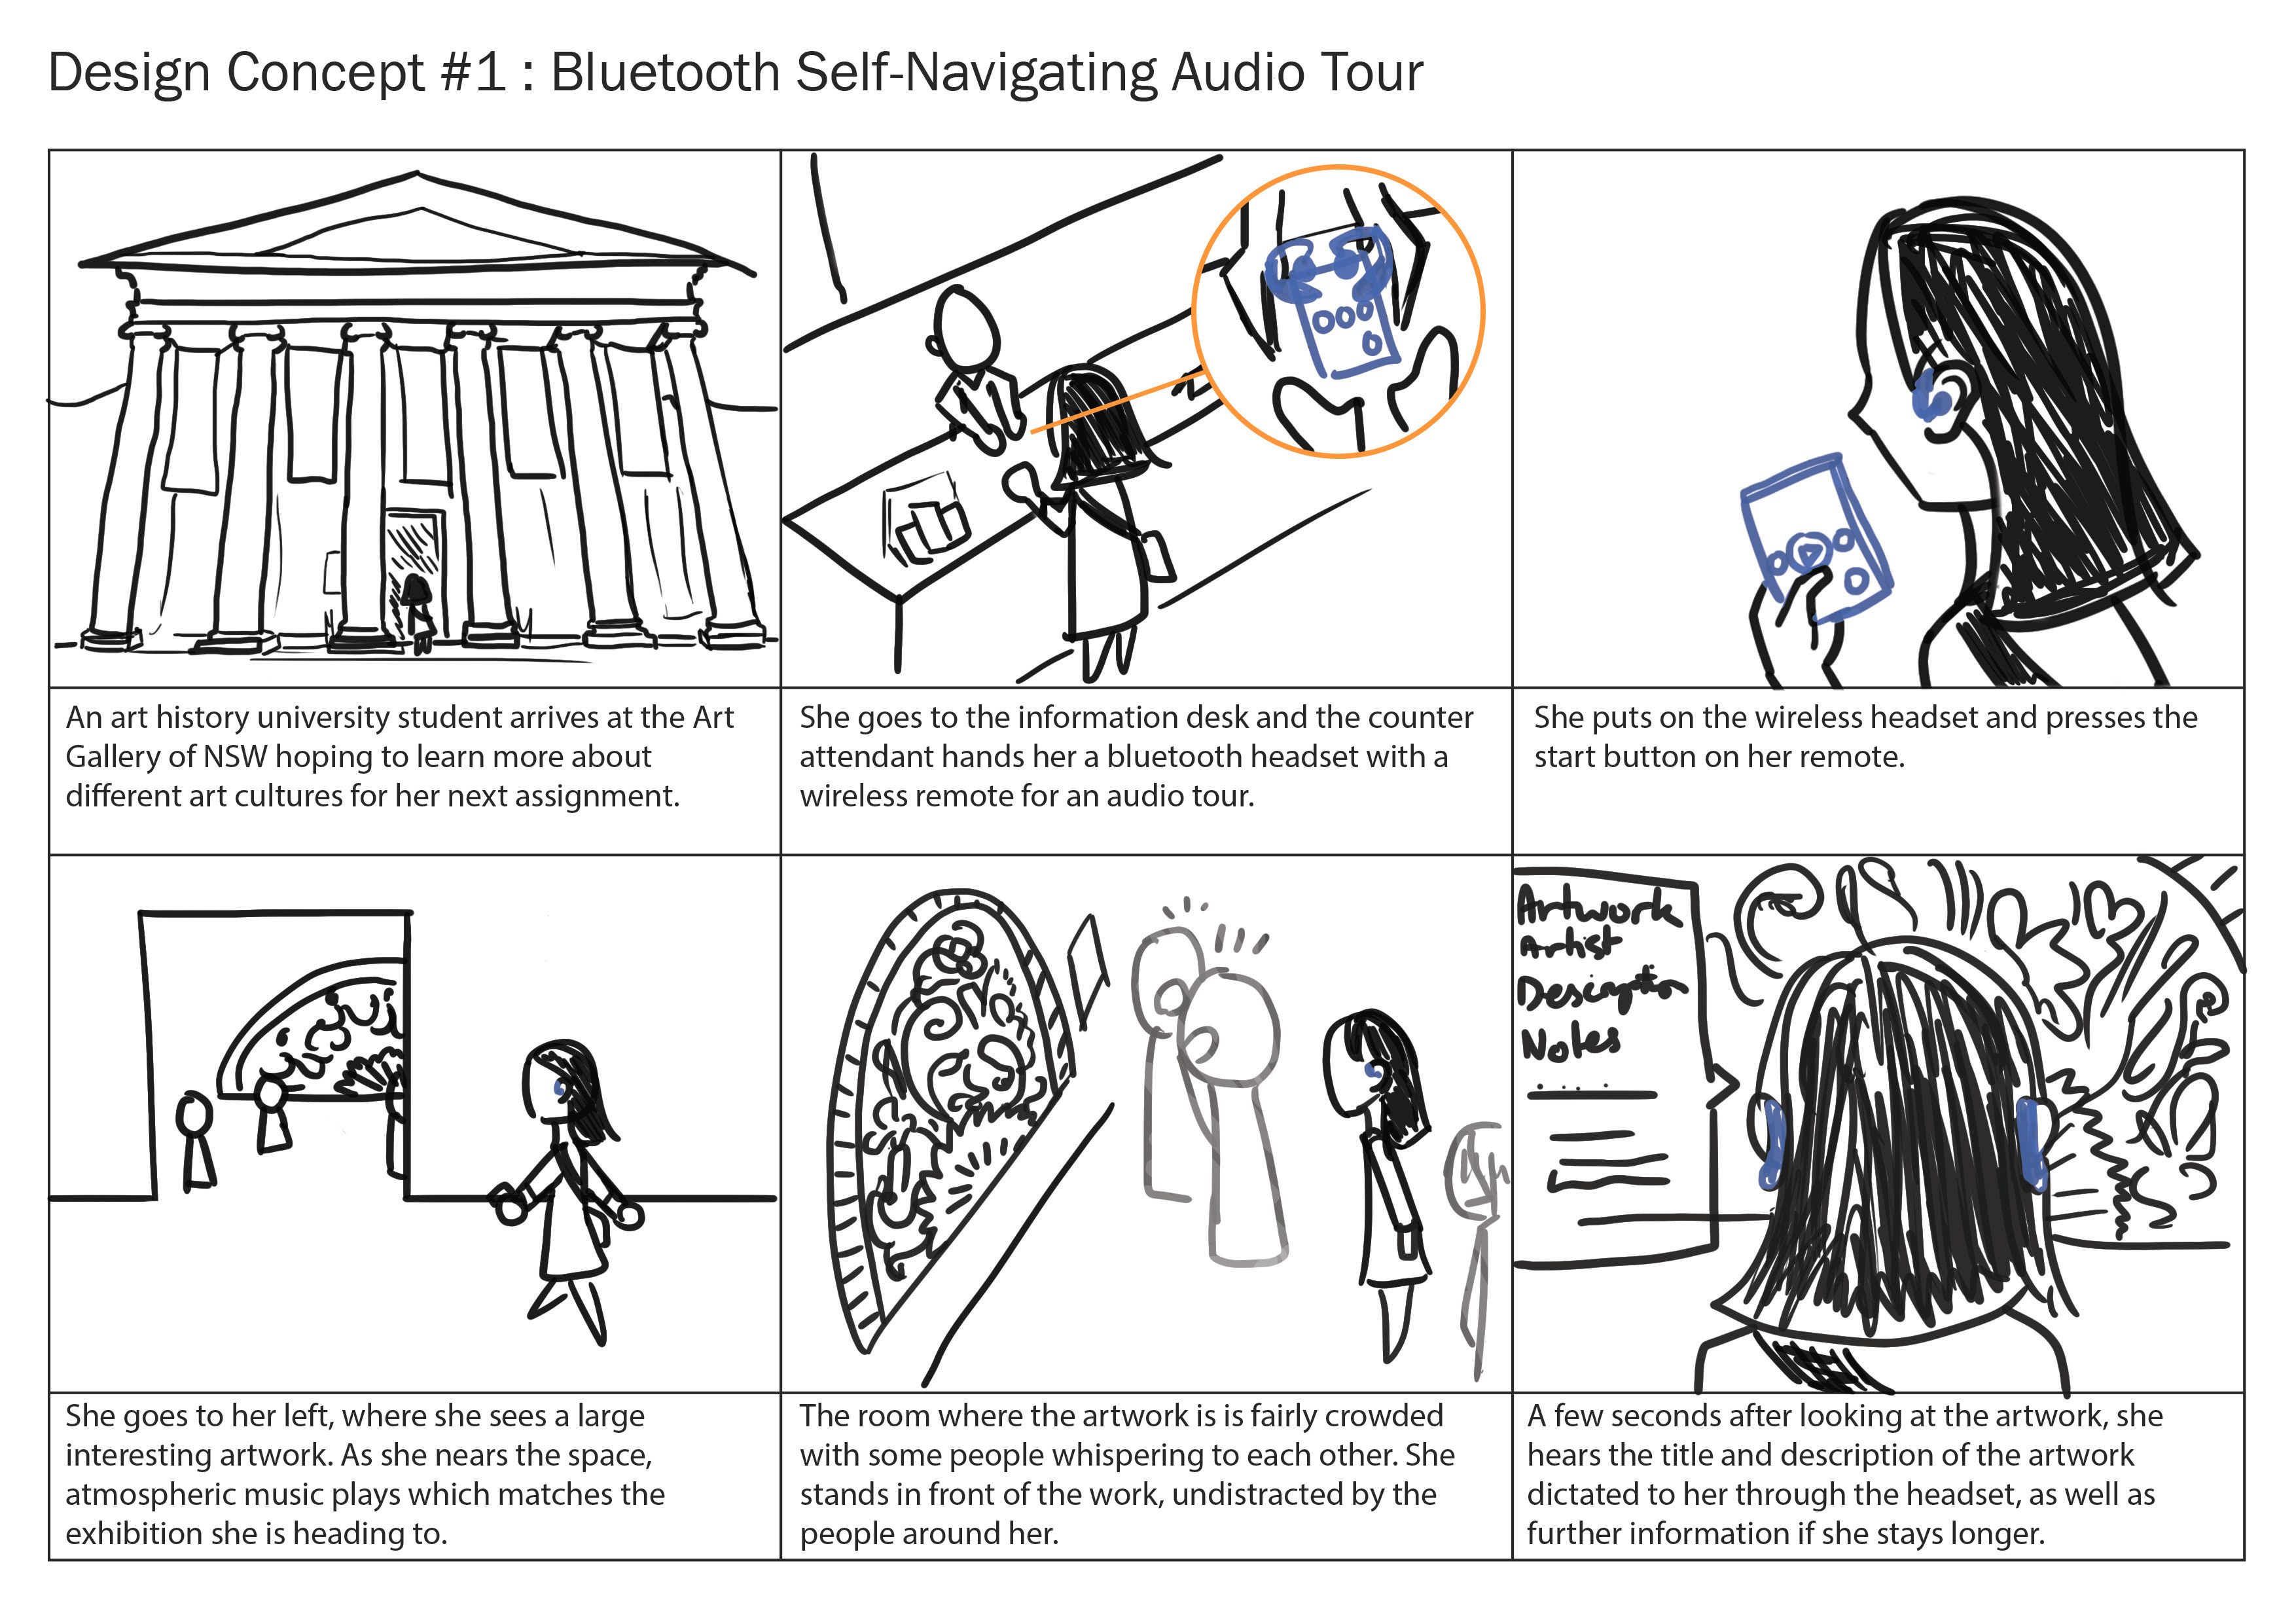 Design Concept #1 : Bluetooth Self-Navigating Audio Tour
An art history university student arrives at the Art
Gallery of NSW hoping to learn more about
different art cultures for her next assignment.
She goes to the information desk and the counter
attendant hands her a bluetooth headset with a
wireless remote for an audio tour.
She puts on the wireless headset and presses the
start button on her remote.
She goes to her left, where she sees a large
interesting artwork. As she nears the space,
atmospheric music plays which matches the
exhibition she is heading to.
The room where the artwork is is fairly crowded
with some people whispering to each other. She
stands in front of the work, undistracted by the
people around her.
Artwork
Artist
Description
Notes
. . . .
A few seconds after looking at the artwork, she
hears the title and description of the artwork
dictated to her through the headset, as well as
further information if she stays longer.